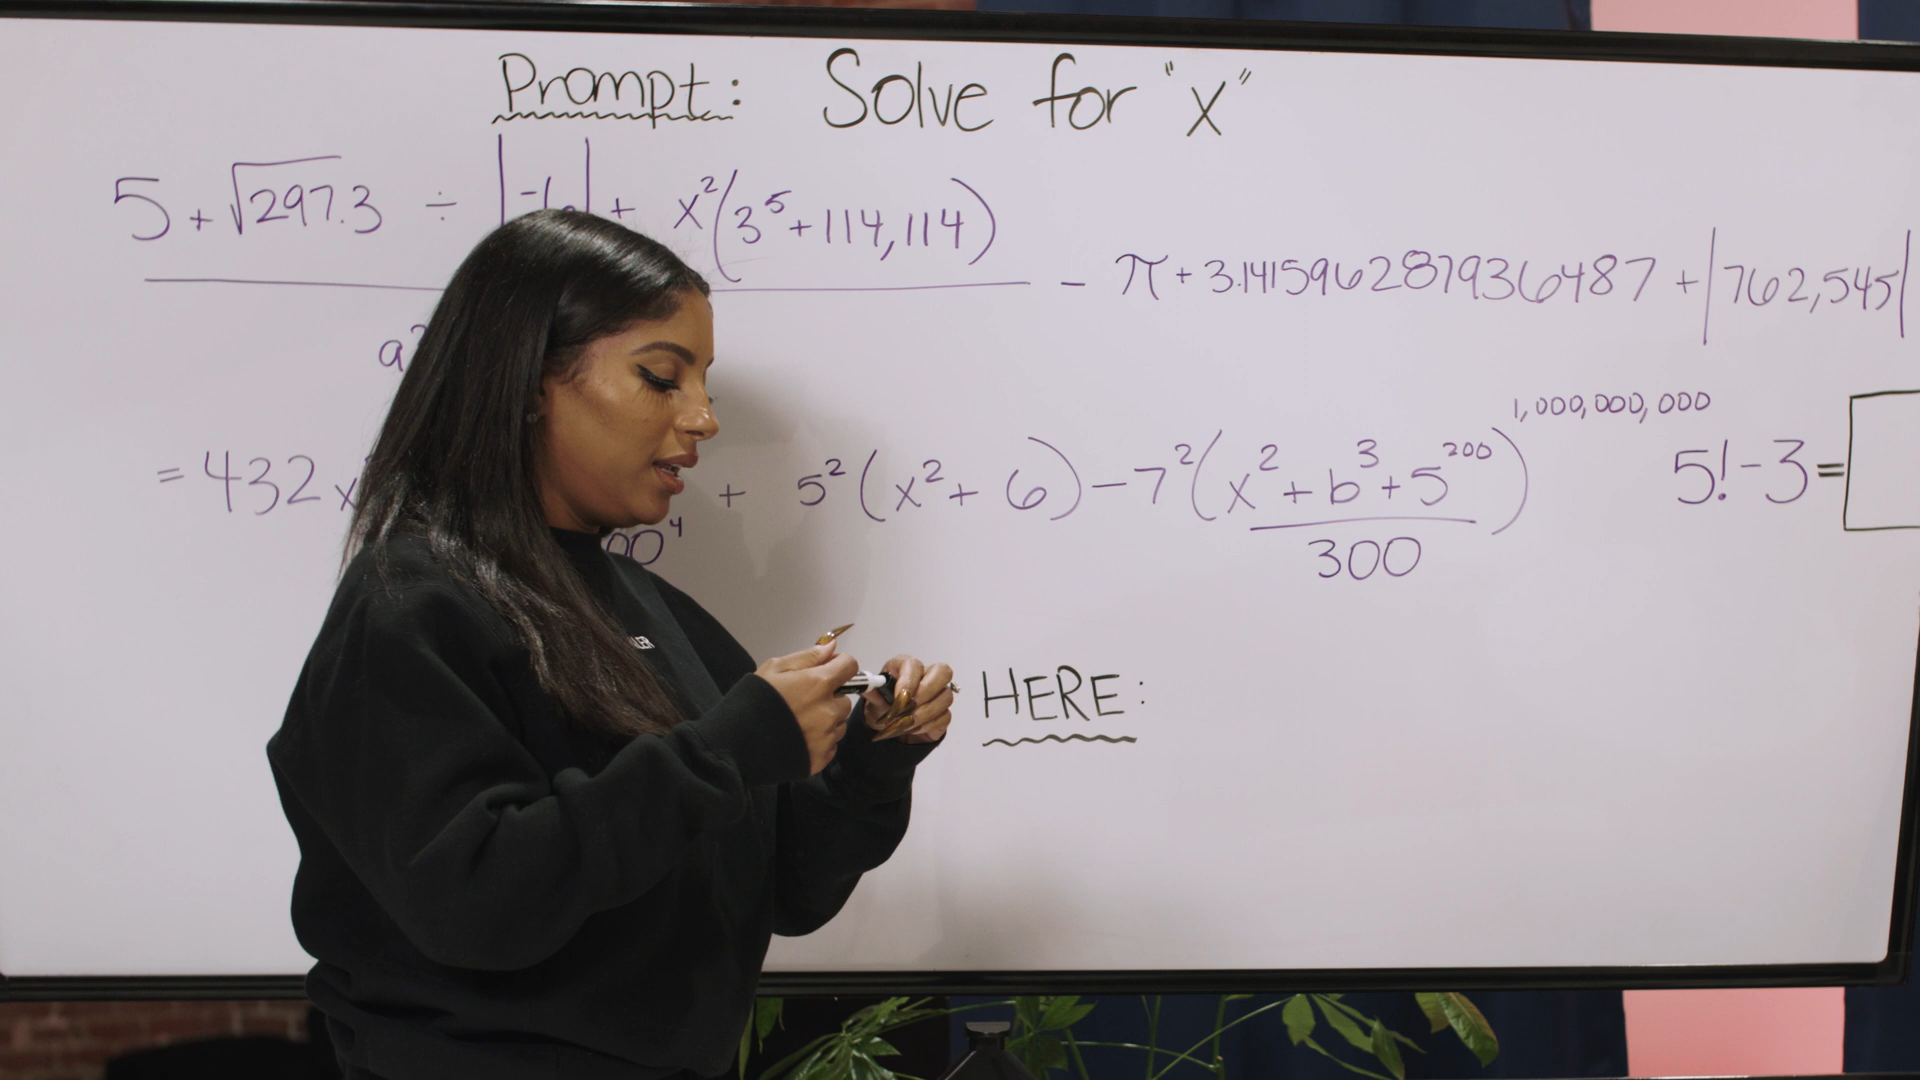 Prompt: Solve for "x"
5 + √297.3 ÷ |-6| + x²(3⁵ + 114,114)
- π + 3.141596287936487 + |762,545|
a²
1,000,000,000
= 432 x + 5² (x² + 6) - 7² (x² + b³ + 5²⁰⁰) 5! - 3 =
00⁴ 300
HERE: